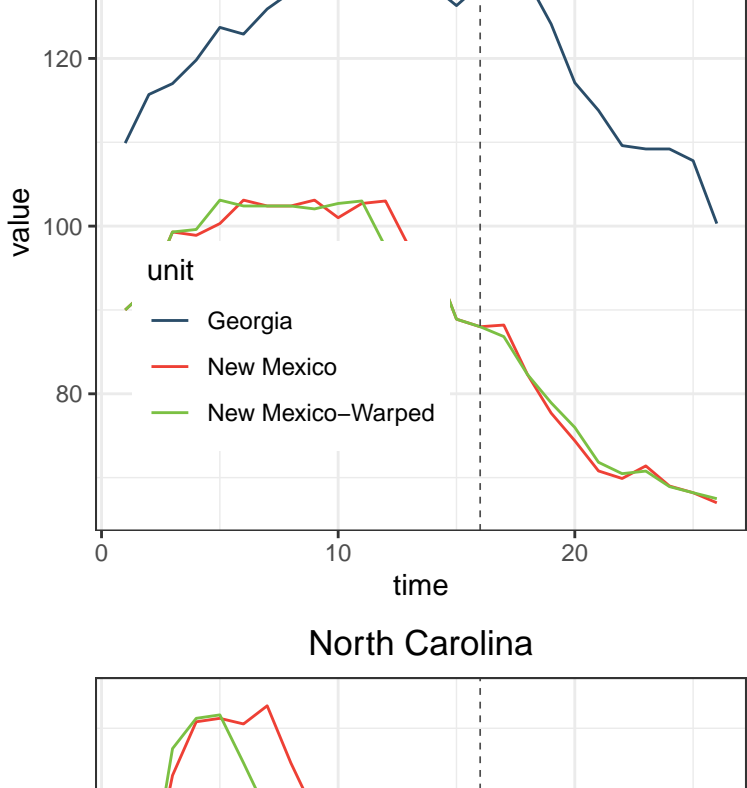 120
100
80
value
unit
Georgia
New Mexico
New Mexico−Warped
0 10 20
time
North Carolina